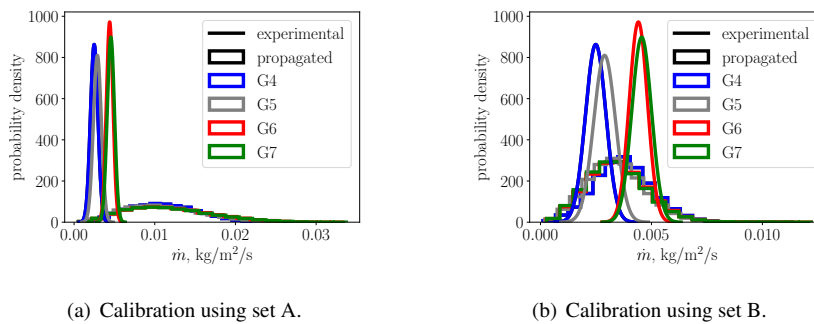 1000
800
600
400
200
0
probability density
0.00
0.01
0.02
0.03
ṁ, kg/m²/s
experimental
propagated
G4
G5
G6
G7
(a) Calibration using set A.
1000
800
600
400
200
0
probability density
0.000
0.005
0.010
ṁ, kg/m²/s
experimental
propagated
G4
G5
G6
G7
(b) Calibration using set B.